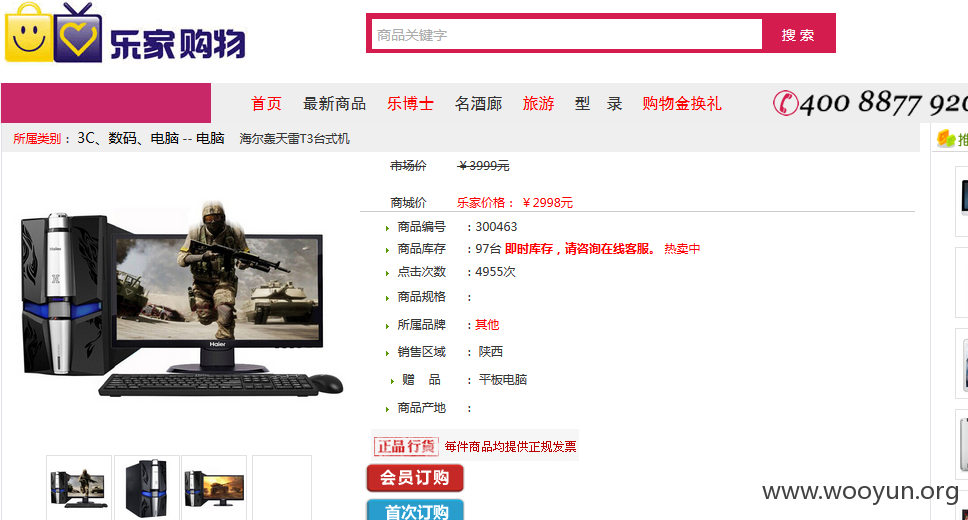 乐家购物
商品关键字
搜 索
首页 最新商品 乐博士 名酒廊 旅游 型 录 购物金换礼
400 8877 920
所属类别： 3C、数码、电脑 -- 电脑 海尔轰天雷T3台式机
推
市场价 ￥3999元
商城价 乐家价格：￥2998元
商品编号 ：300463
商品库存 ：97台 即时库存，请咨询在线客服。 热卖中
点击次数 ：4955次
商品规格 ：
所属品牌 ：其他
销售区域 ： 陕西
赠 品 ： 平板电脑
商品产地 ：
Haier
Haier
正品行货 每件商品均提供正规发票
会员订购
首次订购
www.wooyun.org